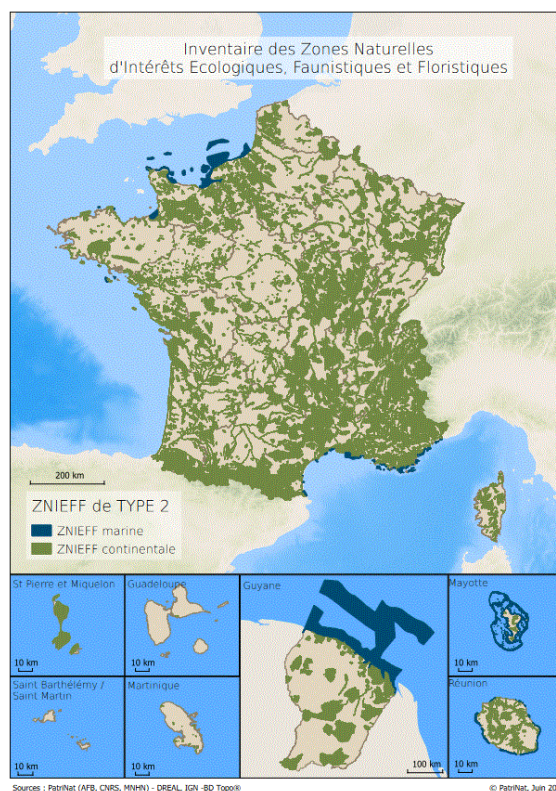 Inventaire des Zones Naturelles
d'Intérêts Ecologiques, Faunistiques et Floristiques
200 km
ZNIEFF de TYPE 2
ZNIEFF marine
ZNIEFF continentale
St Pierre et Miquelon
10 km
Guadeloupe
10 km
Guyane
100 km
Mayotte
10 km
Saint Barthélémy /
Saint Martin
10 km
Martinique
10 km
Réunion
10 km
Sources : PatriNat (AFB, CNRS, MNHN) - DREAL, IGN -BD Topo®
© PatriNat, Juin 20